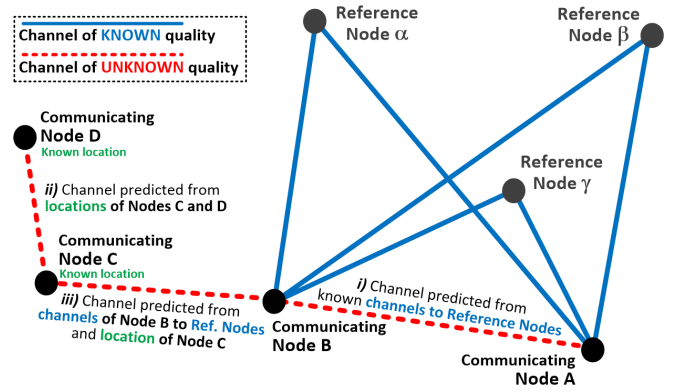 Channel of KNOWN quality
Channel of UNKNOWN quality
Reference
Node α
Reference
Node β
Communicating
Node D
Known location
ii) Channel predicted from
locations of Nodes C and D
Reference
Node γ
Communicating
Node C
Known location
iii) Channel predicted from
channels of Node B to Ref. Nodes
and location of Node C
i) Channel predicted from
known channels to Reference Nodes
Communicating
Node B
Communicating
Node A